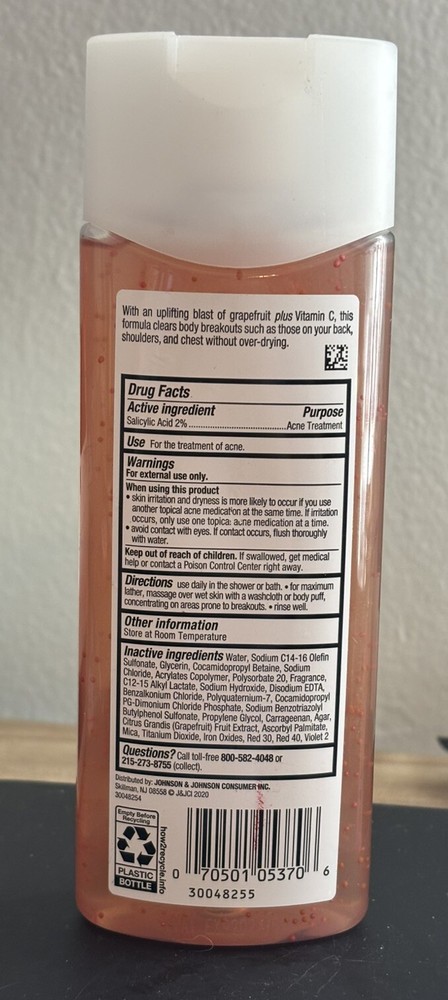 With an uplifting blast of grapefruit plus Vitamin C, this
formula clears body breakouts such as those on your back,
shoulders, and chest without over-drying.
Drug Facts
Active ingredient Purpose
Salicylic Acid 2%..............................Acne Treatment
Use For the treatment of acne.
Warnings
For external use only.
When using this product
• skin irritation and dryness is more likely to occur if you use
another topical acne medication at the same time. If irritation
occurs, only use one topical acne medication at a time.
• avoid contact with eyes. If contact occurs, flush thoroughly
with water.
Keep out of reach of children. If swallowed, get medical
help or contact a Poison Control Center right away.
Directions use daily in the shower or bath. • for maximum
lather, massage over wet skin with a washcloth or body puff,
concentrating on areas prone to breakouts. • rinse well.
Other information
Store at Room Temperature
Inactive ingredients Water, Sodium C14-16 Olefin
Sulfonate, Glycerin, Cocamidopropyl Betaine, Sodium
Chloride, Acrylates Copolymer, Polysorbate 20, Fragrance,
C12-15 Alkyl Lactate, Sodium Hydroxide, Disodium EDTA,
Benzalkonium Chloride, Polyquaternium-7, Cocamidopropyl
PG-Dimonium Chloride Phosphate, Sodium Benzotriazolyl
Butylphenol Sulfonate, Propylene Glycol, Carrageenan, Agar,
Citrus Grandis (Grapefruit) Fruit Extract, Ascorbyl Palmitate,
Mica, Titanium Dioxide, Iron Oxides, Red 30, Red 40, Violet 2
Questions? Call toll-free 800-582-4048 or
215-273-8755 (collect).
Distributed by: JOHNSON & JOHNSON CONSUMER INC.
Skillman, NJ 08558 © J&JCI 2020
30048254
Empty Before
Recycling
PLASTIC
BOTTLE
how2recycle.info
0 70501 05370 6
30048255